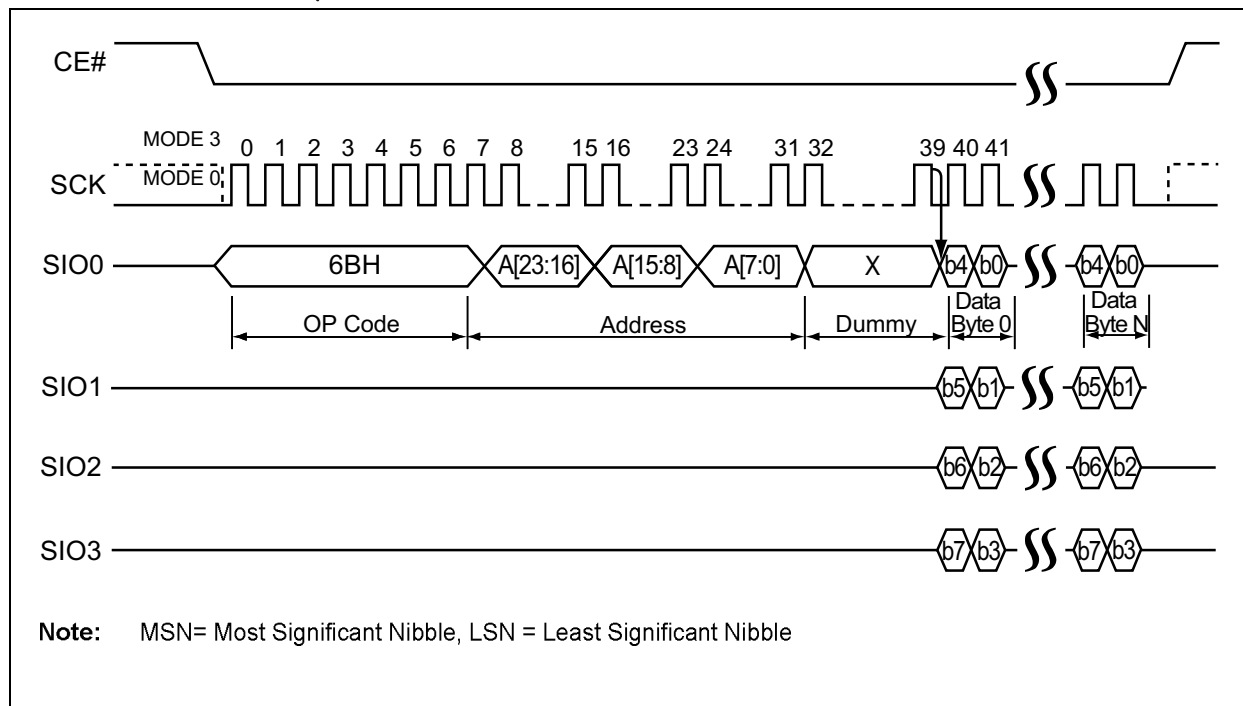 CE#
MODE 3
0 1 2 3 4 5 6 7 8 15 16 23 24 31 32 39 40 41
SCK
MODE 0
SIO0
6BH A[23:16] A[15:8] A[7:0] X b4 b0 b4 b0
OP Code Address Dummy Data Byte 0 Data Byte N
SIO1
b5 b1 b5 b1
SIO2
b6 b2 b6 b2
SIO3
b7 b3 b7 b3
Note: MSN= Most Significant Nibble, LSN = Least Significant Nibble